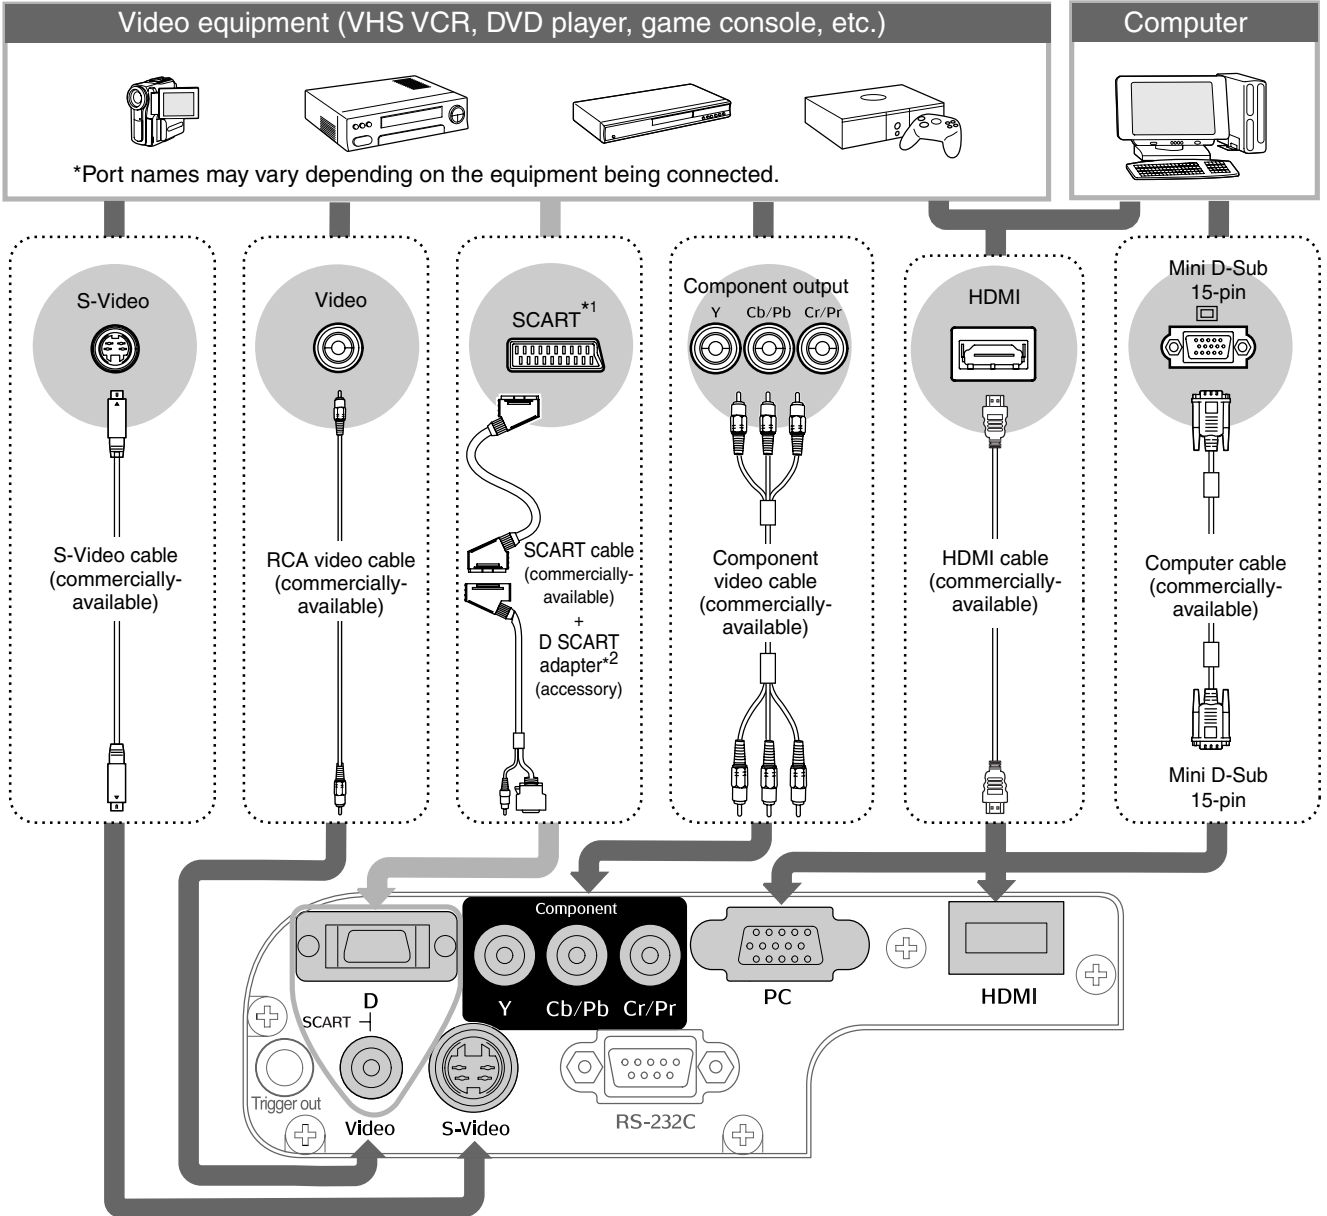 Video equipment (VHS VCR, DVD player, game console, etc.)
Computer
*Port names may vary depending on the equipment being connected.
S-Video
Video
SCART*1
Component output
Y Cb/Pb Cr/Pr
HDMI
Mini D-Sub
15-pin
S-Video cable
(commercially-
available)
RCA video cable
(commercially-
available)
SCART cable
(commercially-
available)
+
D SCART
adapter*2
(accessory)
Component
video cable
(commercially-
available)
HDMI cable
(commercially-
available)
Computer cable
(commercially-
available)
Mini D-Sub
15-pin
Component
Y Cb/Pb Cr/Pr
D
SCART
PC
HDMI
Trigger out
Video
S-Video
RS-232C